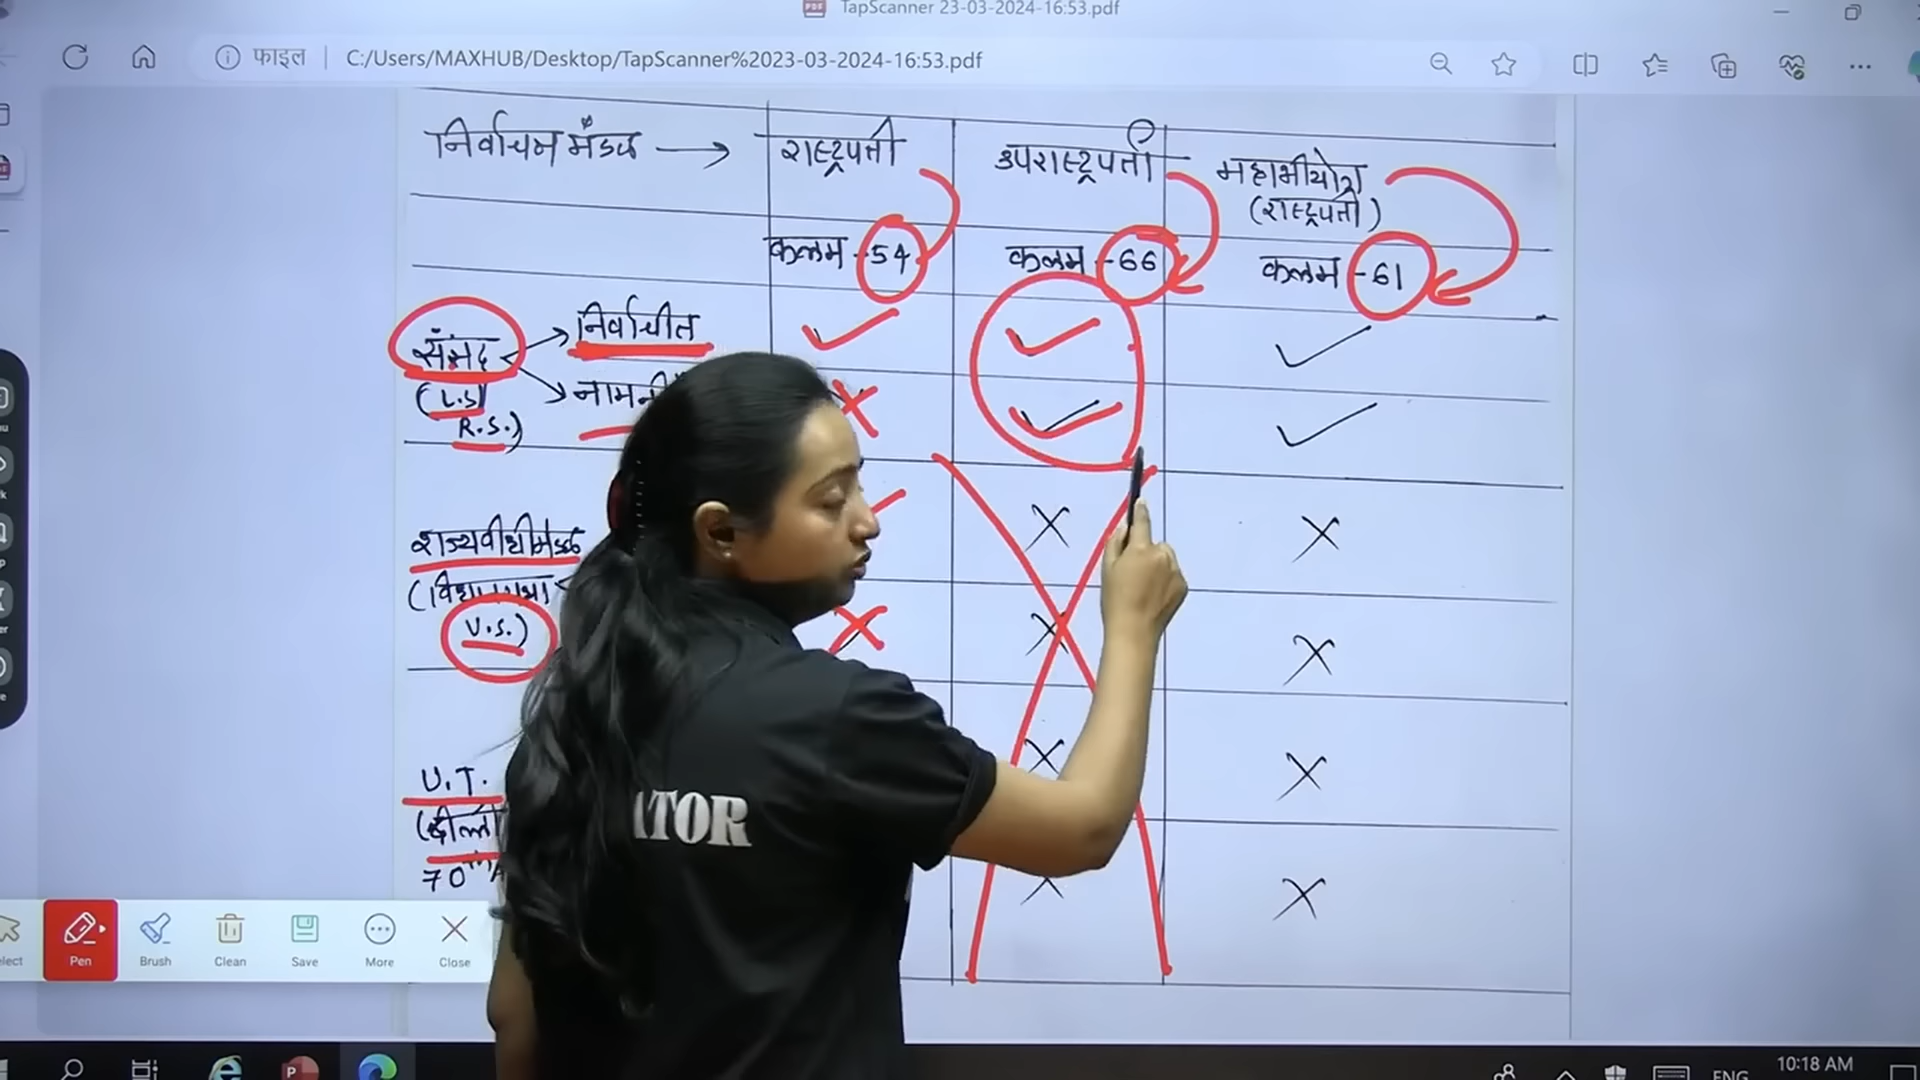 TapScanner 23-03-2024-16:53.pdf
फाइल C:/Users/MAXHUB/Desktop/TapScanner%2023-03-2024-16:53.pdf
निर्वाचन मंडळ → राष्ट्रपती उपराष्ट्रपती महाभीयोग
(राष्ट्रपती)
कलम -54 कलम -66 कलम -61
संसद निर्वाचीत
(L.S)
R.S.)
राज्यवीधीमंडळ
V.S.)
U.T.
(दील्ली
70th
ATOR
Pen Brush Clean Save More Close
ENG 10:18 AM